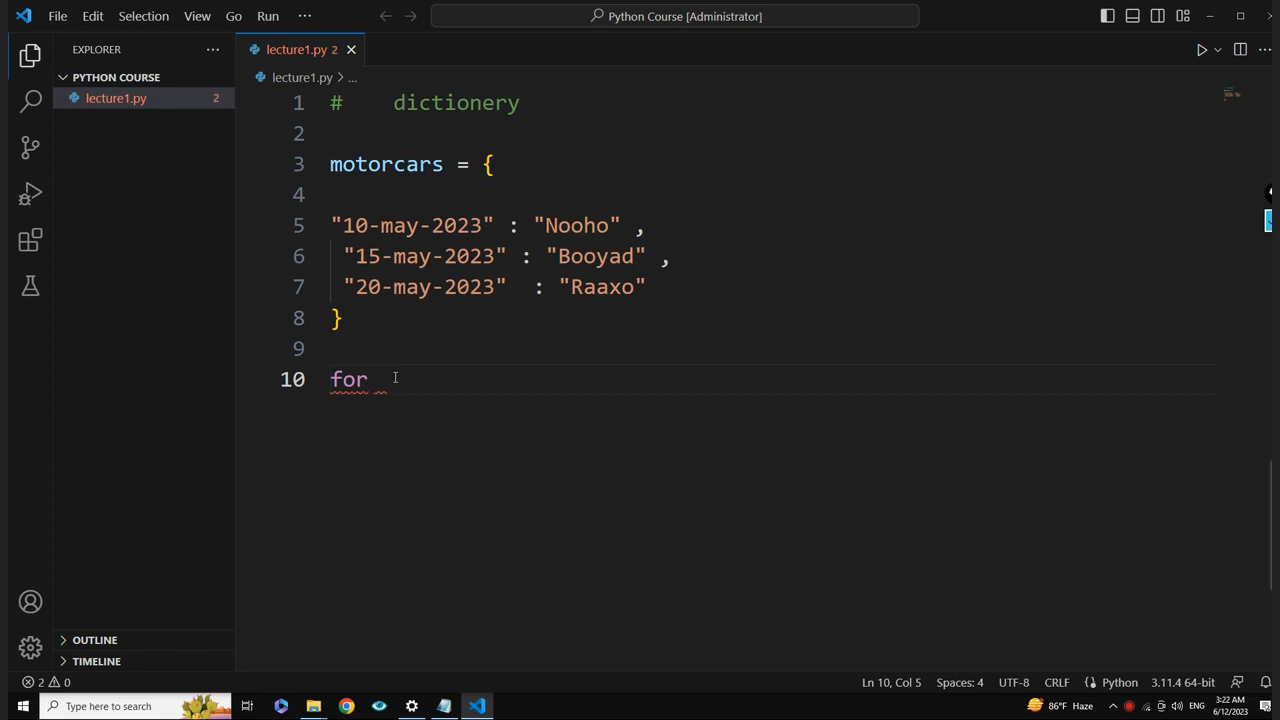 File Edit Selection View Go Run ··· Python Course [Administrator]
EXPLORER ···
lecture1.py 2
PYTHON COURSE
lecture1.py > ...
lecture1.py 2
1 #    dictionery
2
3 motorcars = {
4
5 "10-may-2023" : "Nooho" ,
6  "15-may-2023" : "Booyad" ,
7  "20-may-2023"  : "Raaxo"
8 }
9
10 for
OUTLINE
TIMELINE
2 0
Ln 10, Col 5 Spaces: 4 UTF-8 CRLF Python 3.11.4 64-bit
Type here to search
86°F Haze
ENG
3:22 AM
6/12/2023